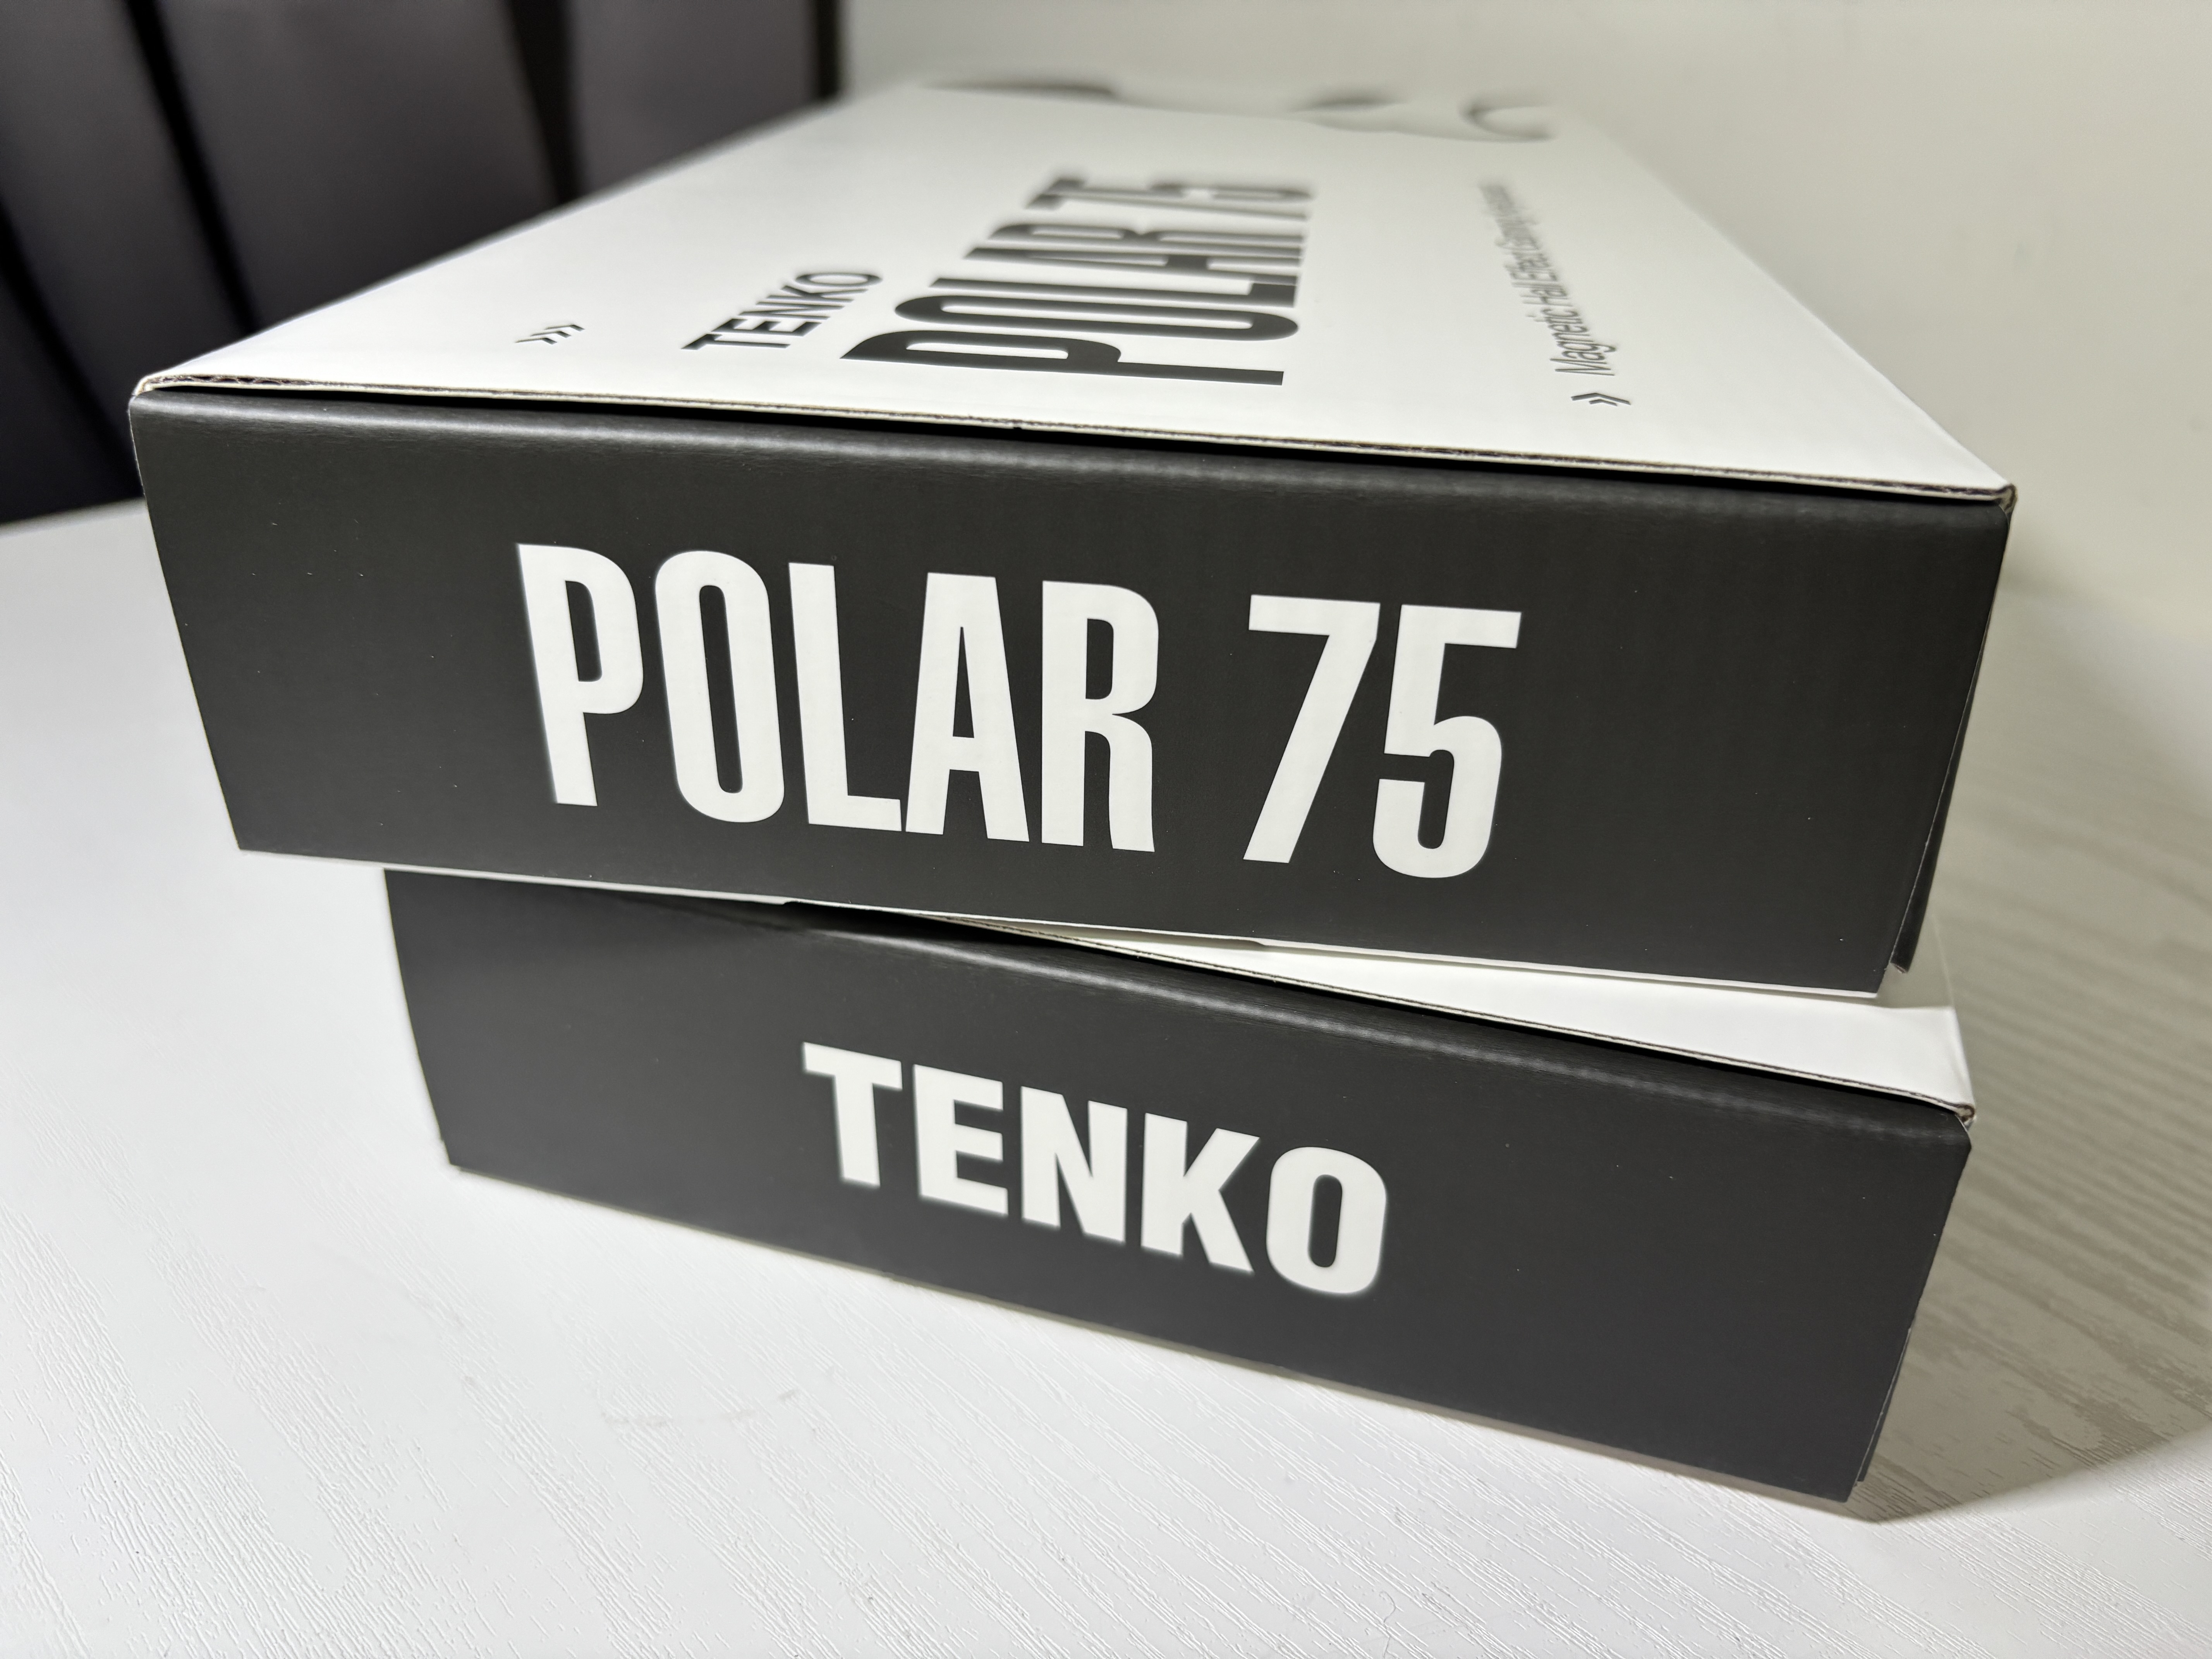 TENKO
POLAR 75
Magnetic Hall Effect Gaming Keyboard
POLAR 75
TENKO